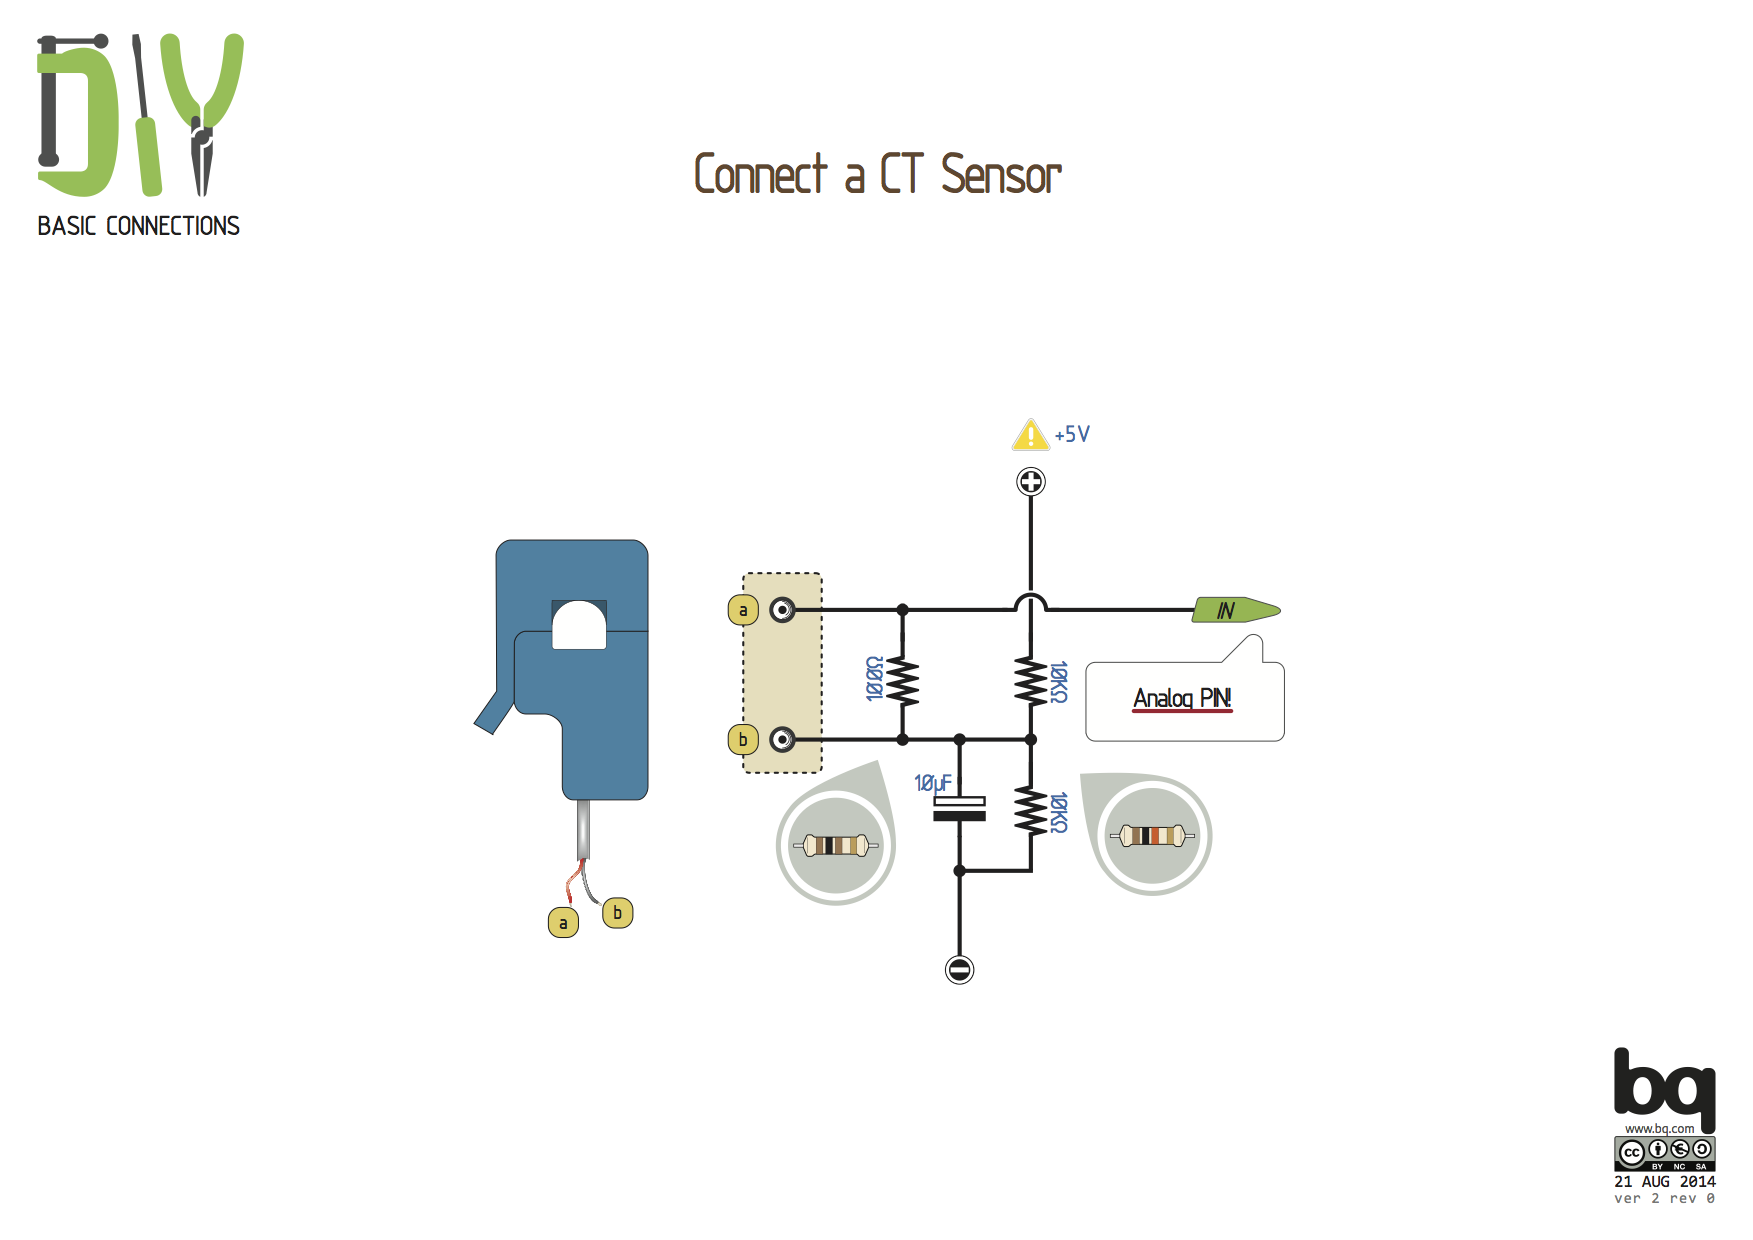 DIY
BASIC CONNECTIONS
Connect a CT Sensor
+5V
a
IN
100Ω
10KΩ
Analog PIN!
b
10µF
10KΩ
a
b
bq
www.bq.com
cc
BY NC SA
21 AUG 2014
ver 2 rev 0